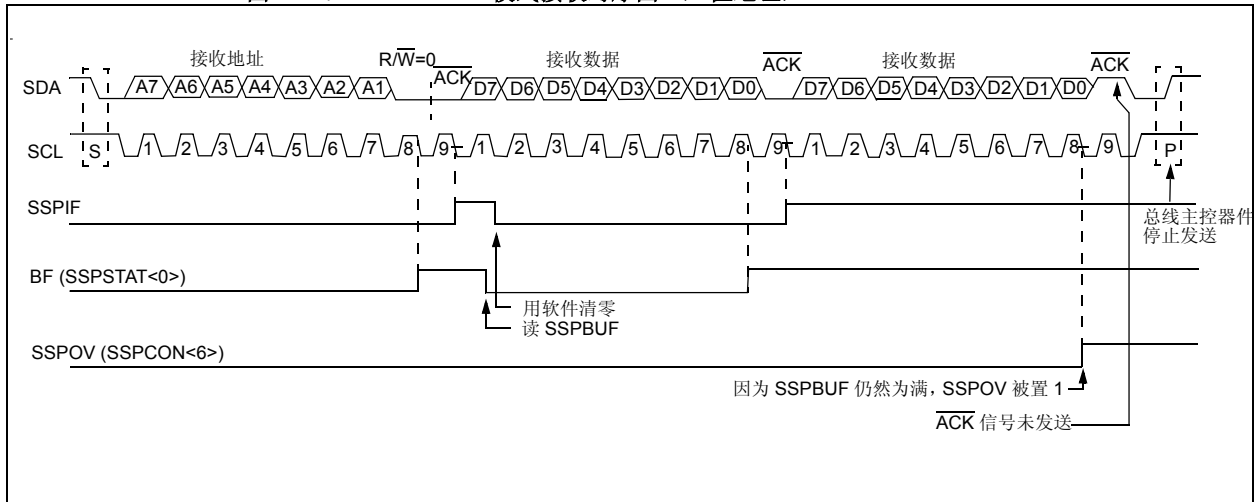 接收地址 R/W=0 接收数据 接收数据
ACK ACK ACK
SDA A7 A6 A5 A4 A3 A2 A1 D7 D6 D5 D4 D3 D2 D1 D0 D7 D6 D5 D4 D3 D2 D1 D0
SCL S 1 2 3 4 5 6 7 8 9 1 2 3 4 5 6 7 8 9 1 2 3 4 5 6 7 8 9 P
SSPIF
总线主控器件
停止发送
BF (SSPSTAT<0>)
用软件清零
读 SSPBUF
SSPOV (SSPCON<6>)
因为 SSPBUF 仍然为满，SSPOV 被置 1
ACK 信号未发送